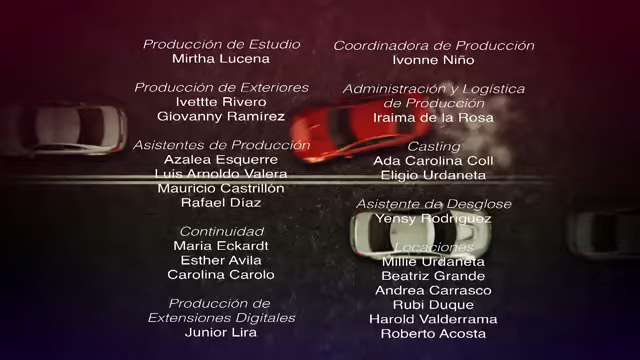 Producción de Estudio
Mirtha Lucena
Producción de Exteriores
Ivettte Rivero
Giovanny Ramírez
Asistentes de Producción
Azalea Esquerre
Luis Arnoldo Valera
Mauricio Castrillón
Rafael Díaz
Continuidad
Maria Eckardt
Esther Avila
Carolina Carolo
Producción de
Extensiones Digitales
Junior Lira
Coordinadora de Producción
Ivonne Niño
Administración y Logística
de Producción
Iraima de la Rosa
Casting
Ada Carolina Coll
Eligio Urdaneta
Asistente de Desglose
Yensy Rodríguez
Locaciones
Millie Urdaneta
Beatriz Grande
Andrea Carrasco
Rubi Duque
Harold Valderrama
Roberto Acosta